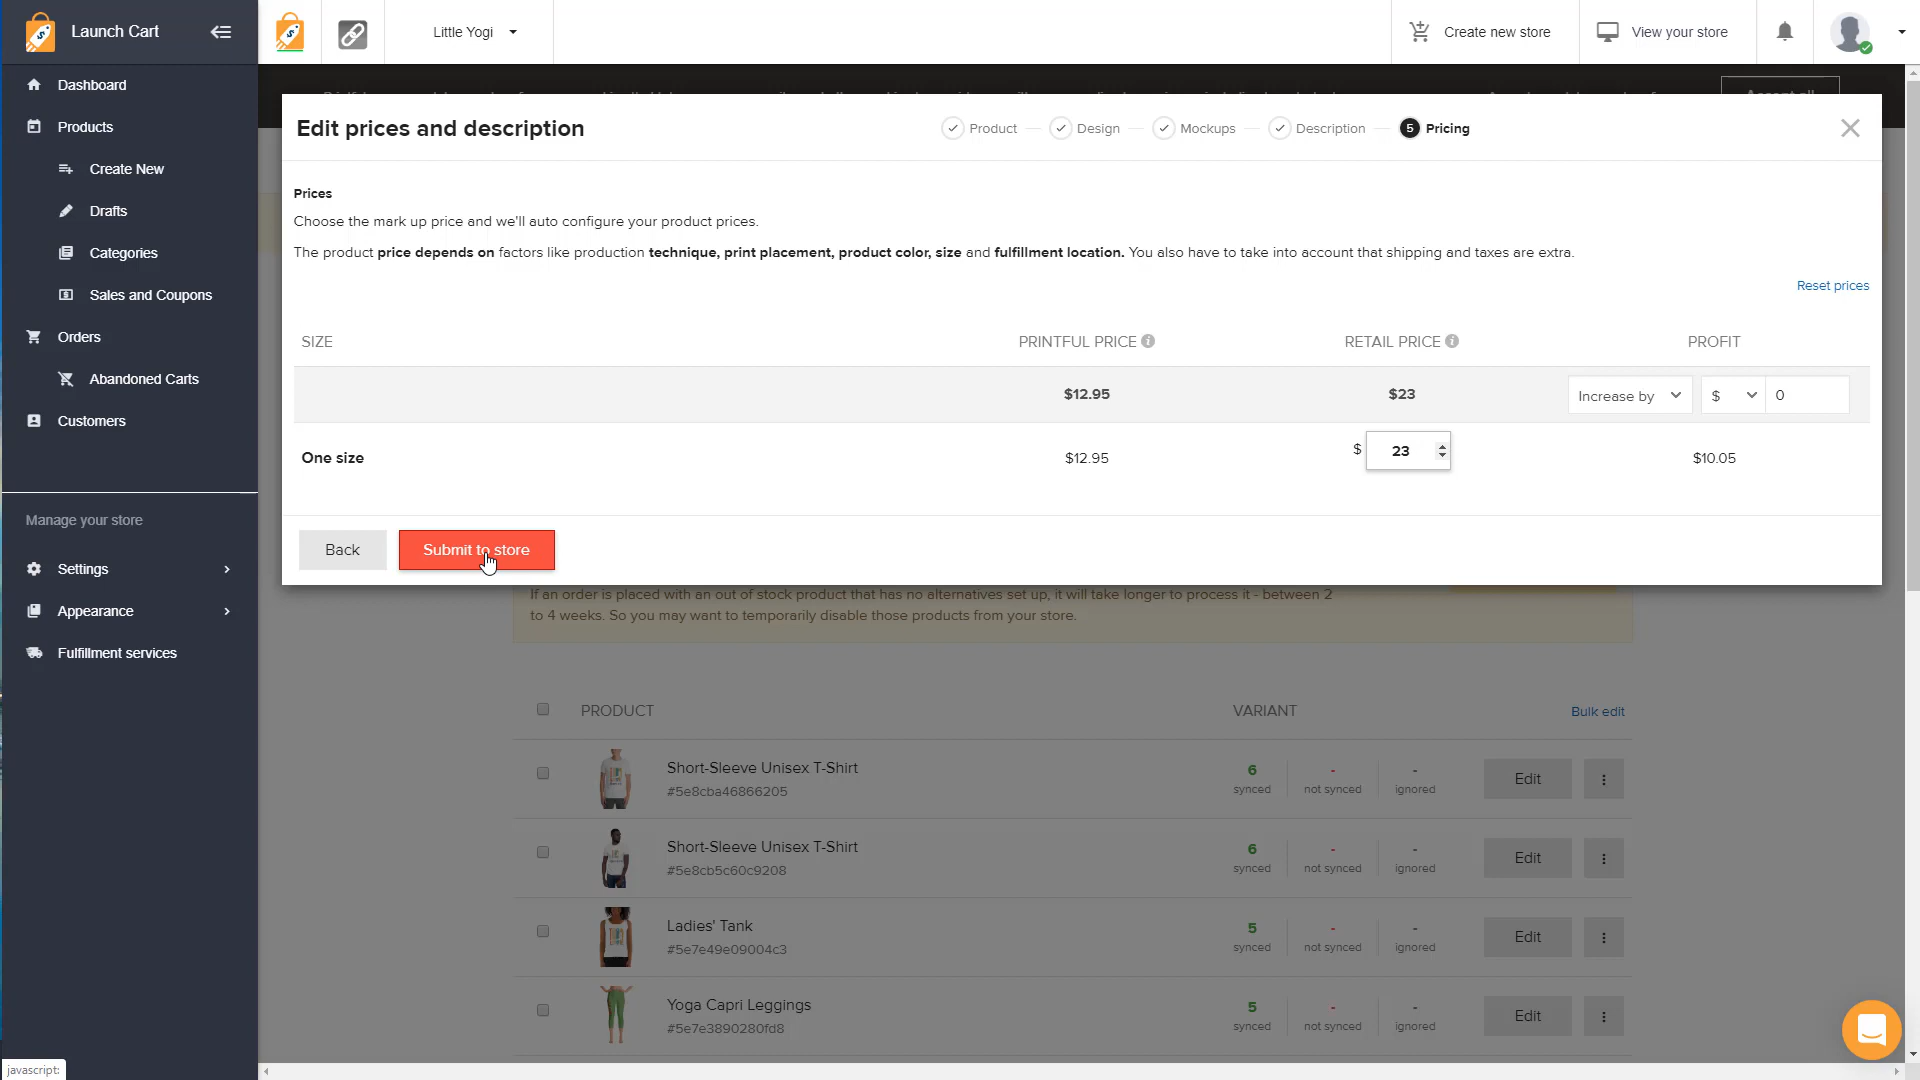 Launch Cart
Little Yogi
Create new store
View your store
Dashboard
Products
Create New
Drafts
Categories
Sales and Coupons
Orders
Abandoned Carts
Customers
Manage your store
Settings
Appearance
Fulfillment services
Edit prices and description
Product
Design
Mockups
Description
5 Pricing
Prices
Choose the mark up price and we'll auto configure your product prices.
The product price depends on factors like production technique, print placement, product color, size and fulfillment location. You also have to take into account that shipping and taxes are extra.
Reset prices
SIZE PRINTFUL PRICE RETAIL PRICE PROFIT
$12.95 $23 Increase by $ 0
One size $12.95 $ 23 $10.05
Back Submit to store
If an order is placed with an out of stock product that has no alternatives set up, it will take longer to process it - between 2
to 4 weeks. So you may want to temporarily disable those products from your store.
PRODUCT VARIANT Bulk edit
Short-Sleeve Unisex T-Shirt
#5e8cba46866205
6 synced
- not synced
- ignored
Edit
Short-Sleeve Unisex T-Shirt
#5e8cb5c60c9208
6 synced
- not synced
- ignored
Edit
Ladies' Tank
#5e7e49e09004c3
5 synced
- not synced
- ignored
Edit
Yoga Capri Leggings
#5e7e3890280fd8
5 synced
- not synced
- ignored
Edit
javascript: